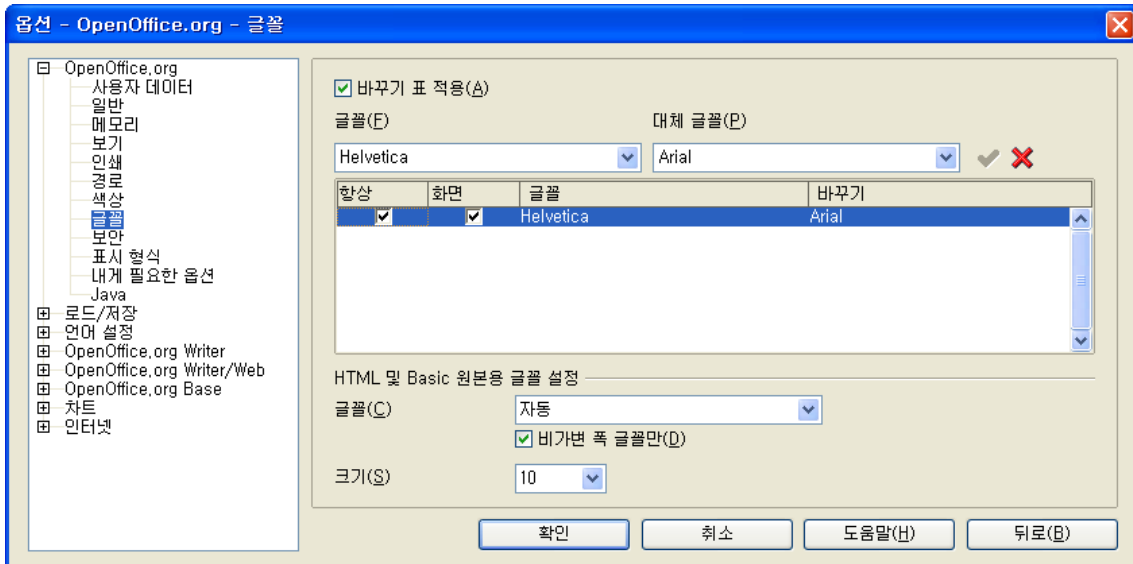 옵션 - OpenOffice.org - 글꼴
OpenOffice.org
사용자 데이터
일반
메모리
보기
인쇄
경로
색상
글꼴
보안
표시 형식
내게 필요한 옵션
Java
로드/저장
언어 설정
OpenOffice.org Writer
OpenOffice.org Writer/Web
OpenOffice.org Base
차트
인터넷
바꾸기 표 적용(A)
글꼴(F) 대체 글꼴(P)
Helvetica Arial
항상 화면 글꼴 바꾸기
Helvetica Arial
HTML 및 Basic 원본용 글꼴 설정
글꼴(C) 자동
비가변 폭 글꼴만(D)
크기(S) 10
확인 취소 도움말(H) 뒤로(B)